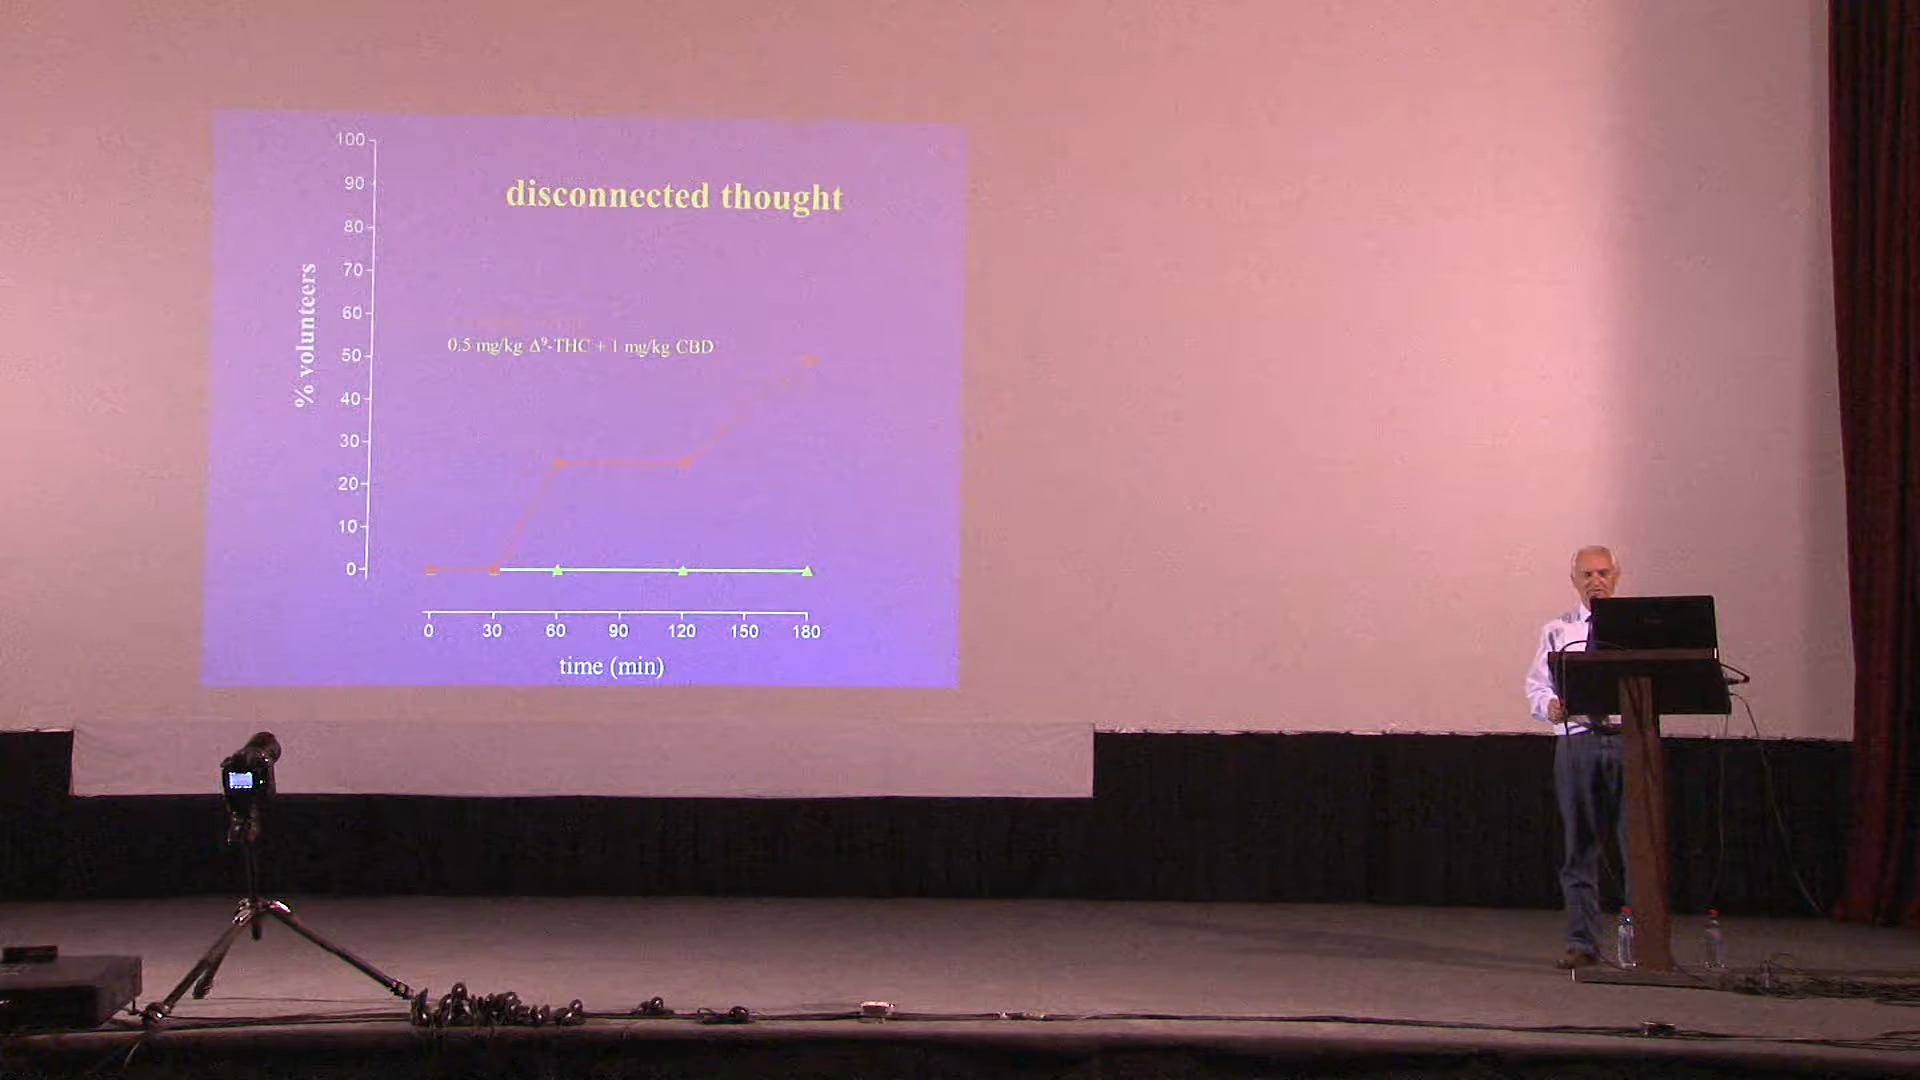 disconnected thought
% volunteers
100
90
80
70
60
50
40
30
20
10
0
0.5 mg/kg Δ⁹-THC + 1 mg/kg CBD
0 30 60 90 120 150 180
time (min)